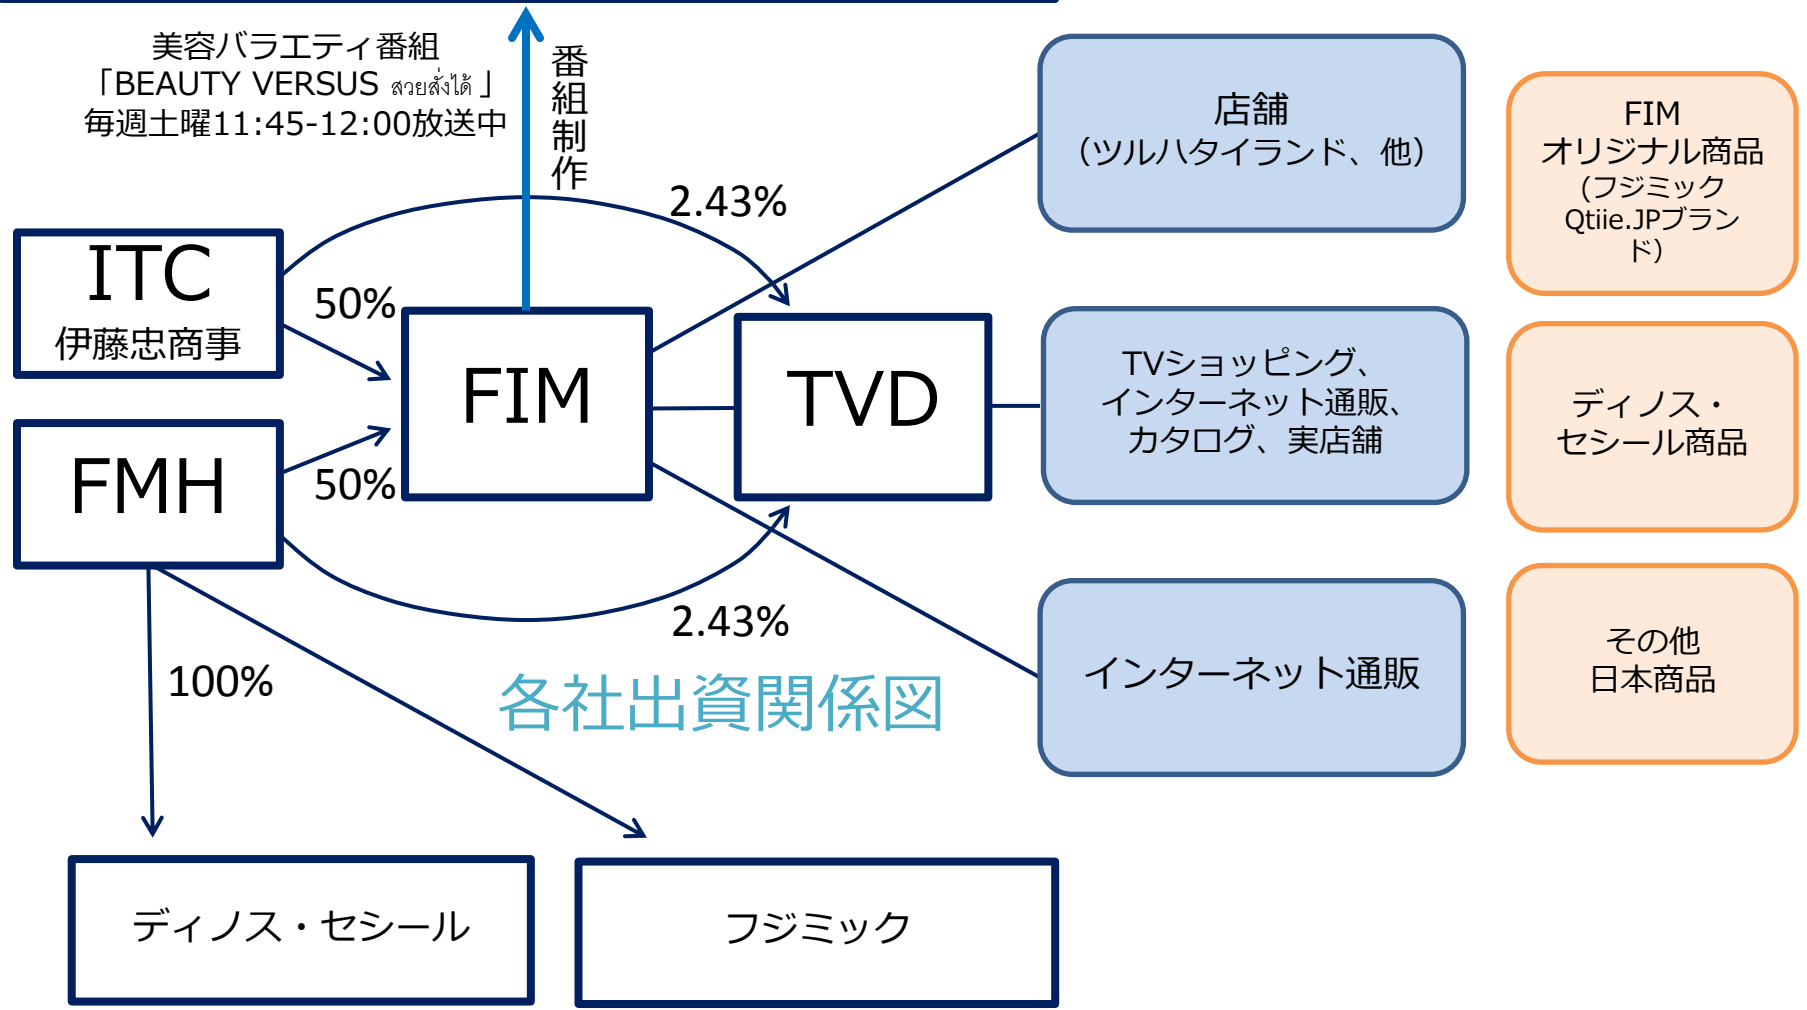 美容バラエティ番組
「BEAUTY VERSUS สวยสั่งได้ 」
毎週土曜11:45-12:00放送中
番組制作
2.43%
ITC
伊藤忠商事
50%
FIM
TVD
FMH
50%
2.43%
100%
各社出資関係図
ディノス・セシール
フジミック
店舗
（ツルハタイランド、他）
TVショッピング、
インターネット通販、
カタログ、実店舗
インターネット通販
FIM
オリジナル商品
(フジミック
Qtiie.JPブラン
ド）
ディノス・
セシール商品
その他
日本商品